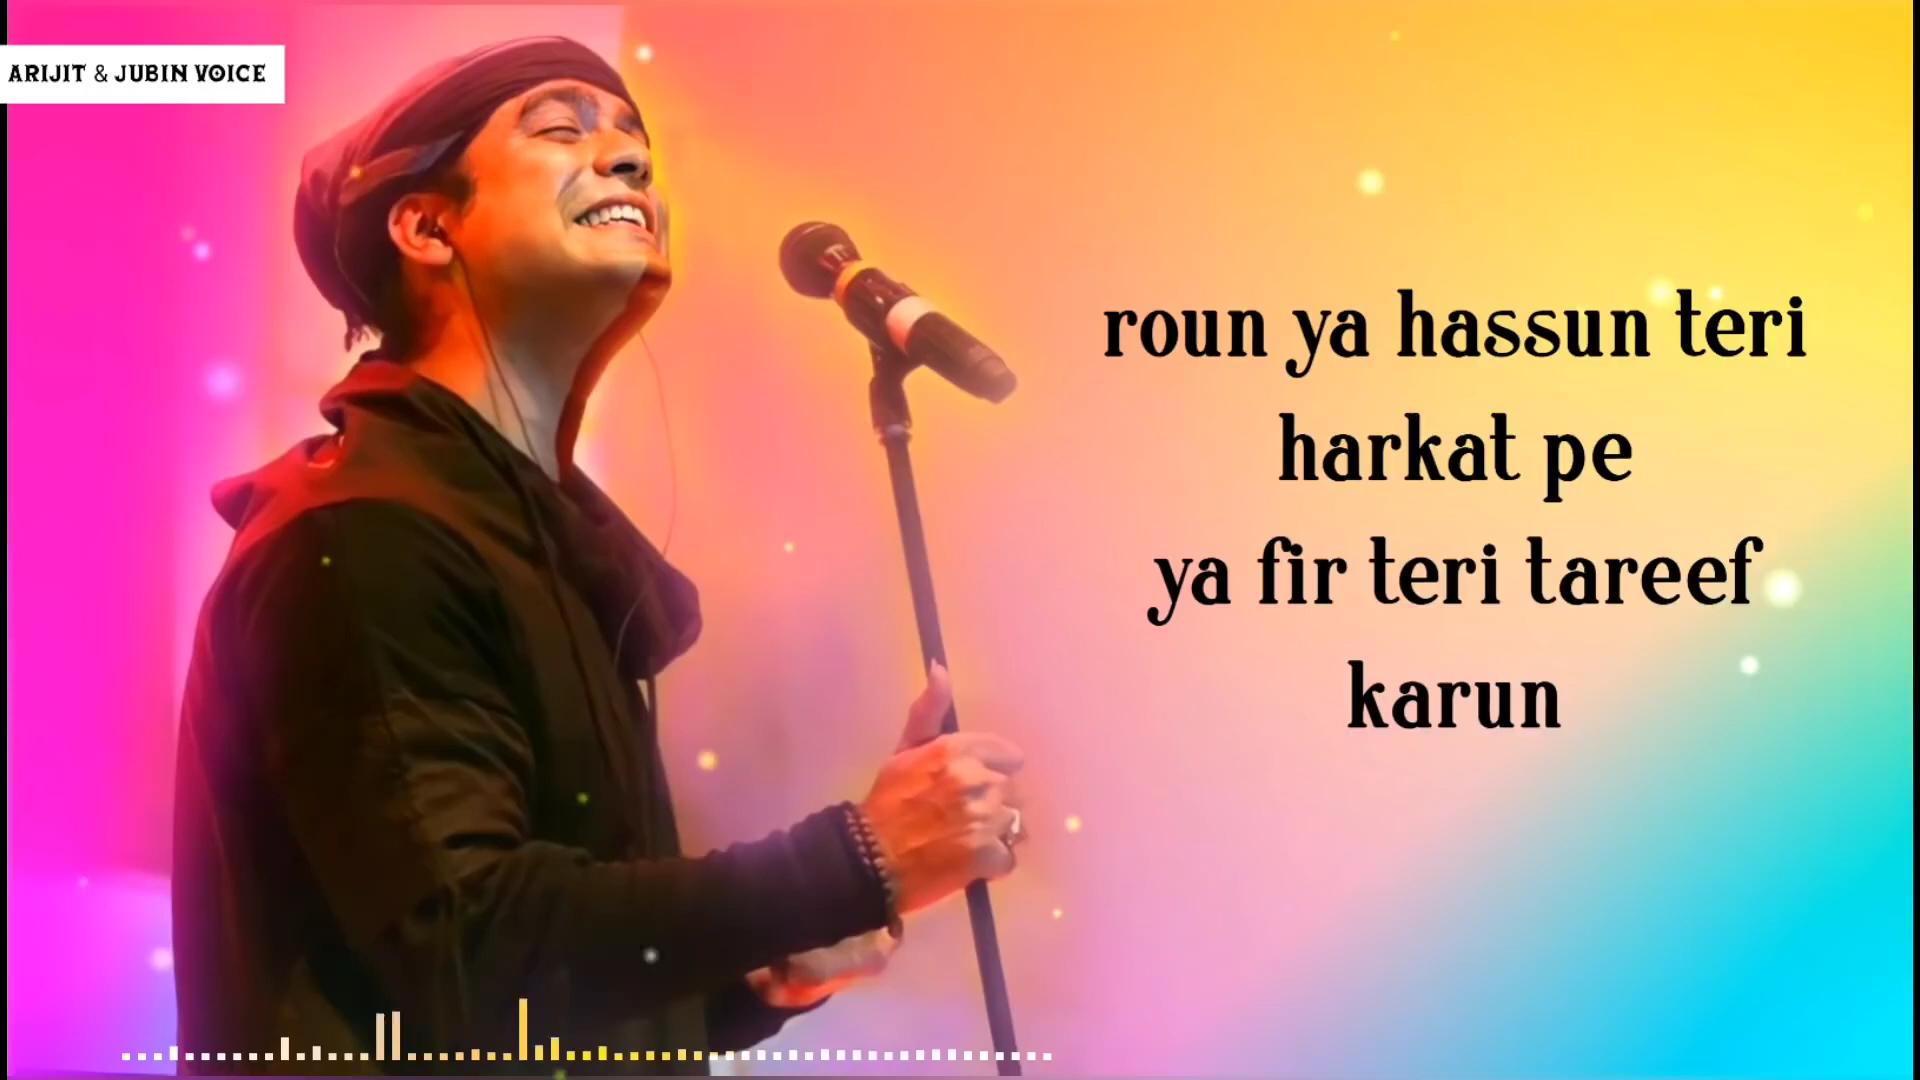 ARIJIT & JUBIN VOICE
roun ya hassun teri
harkat pe
ya fir teri tareef
karun